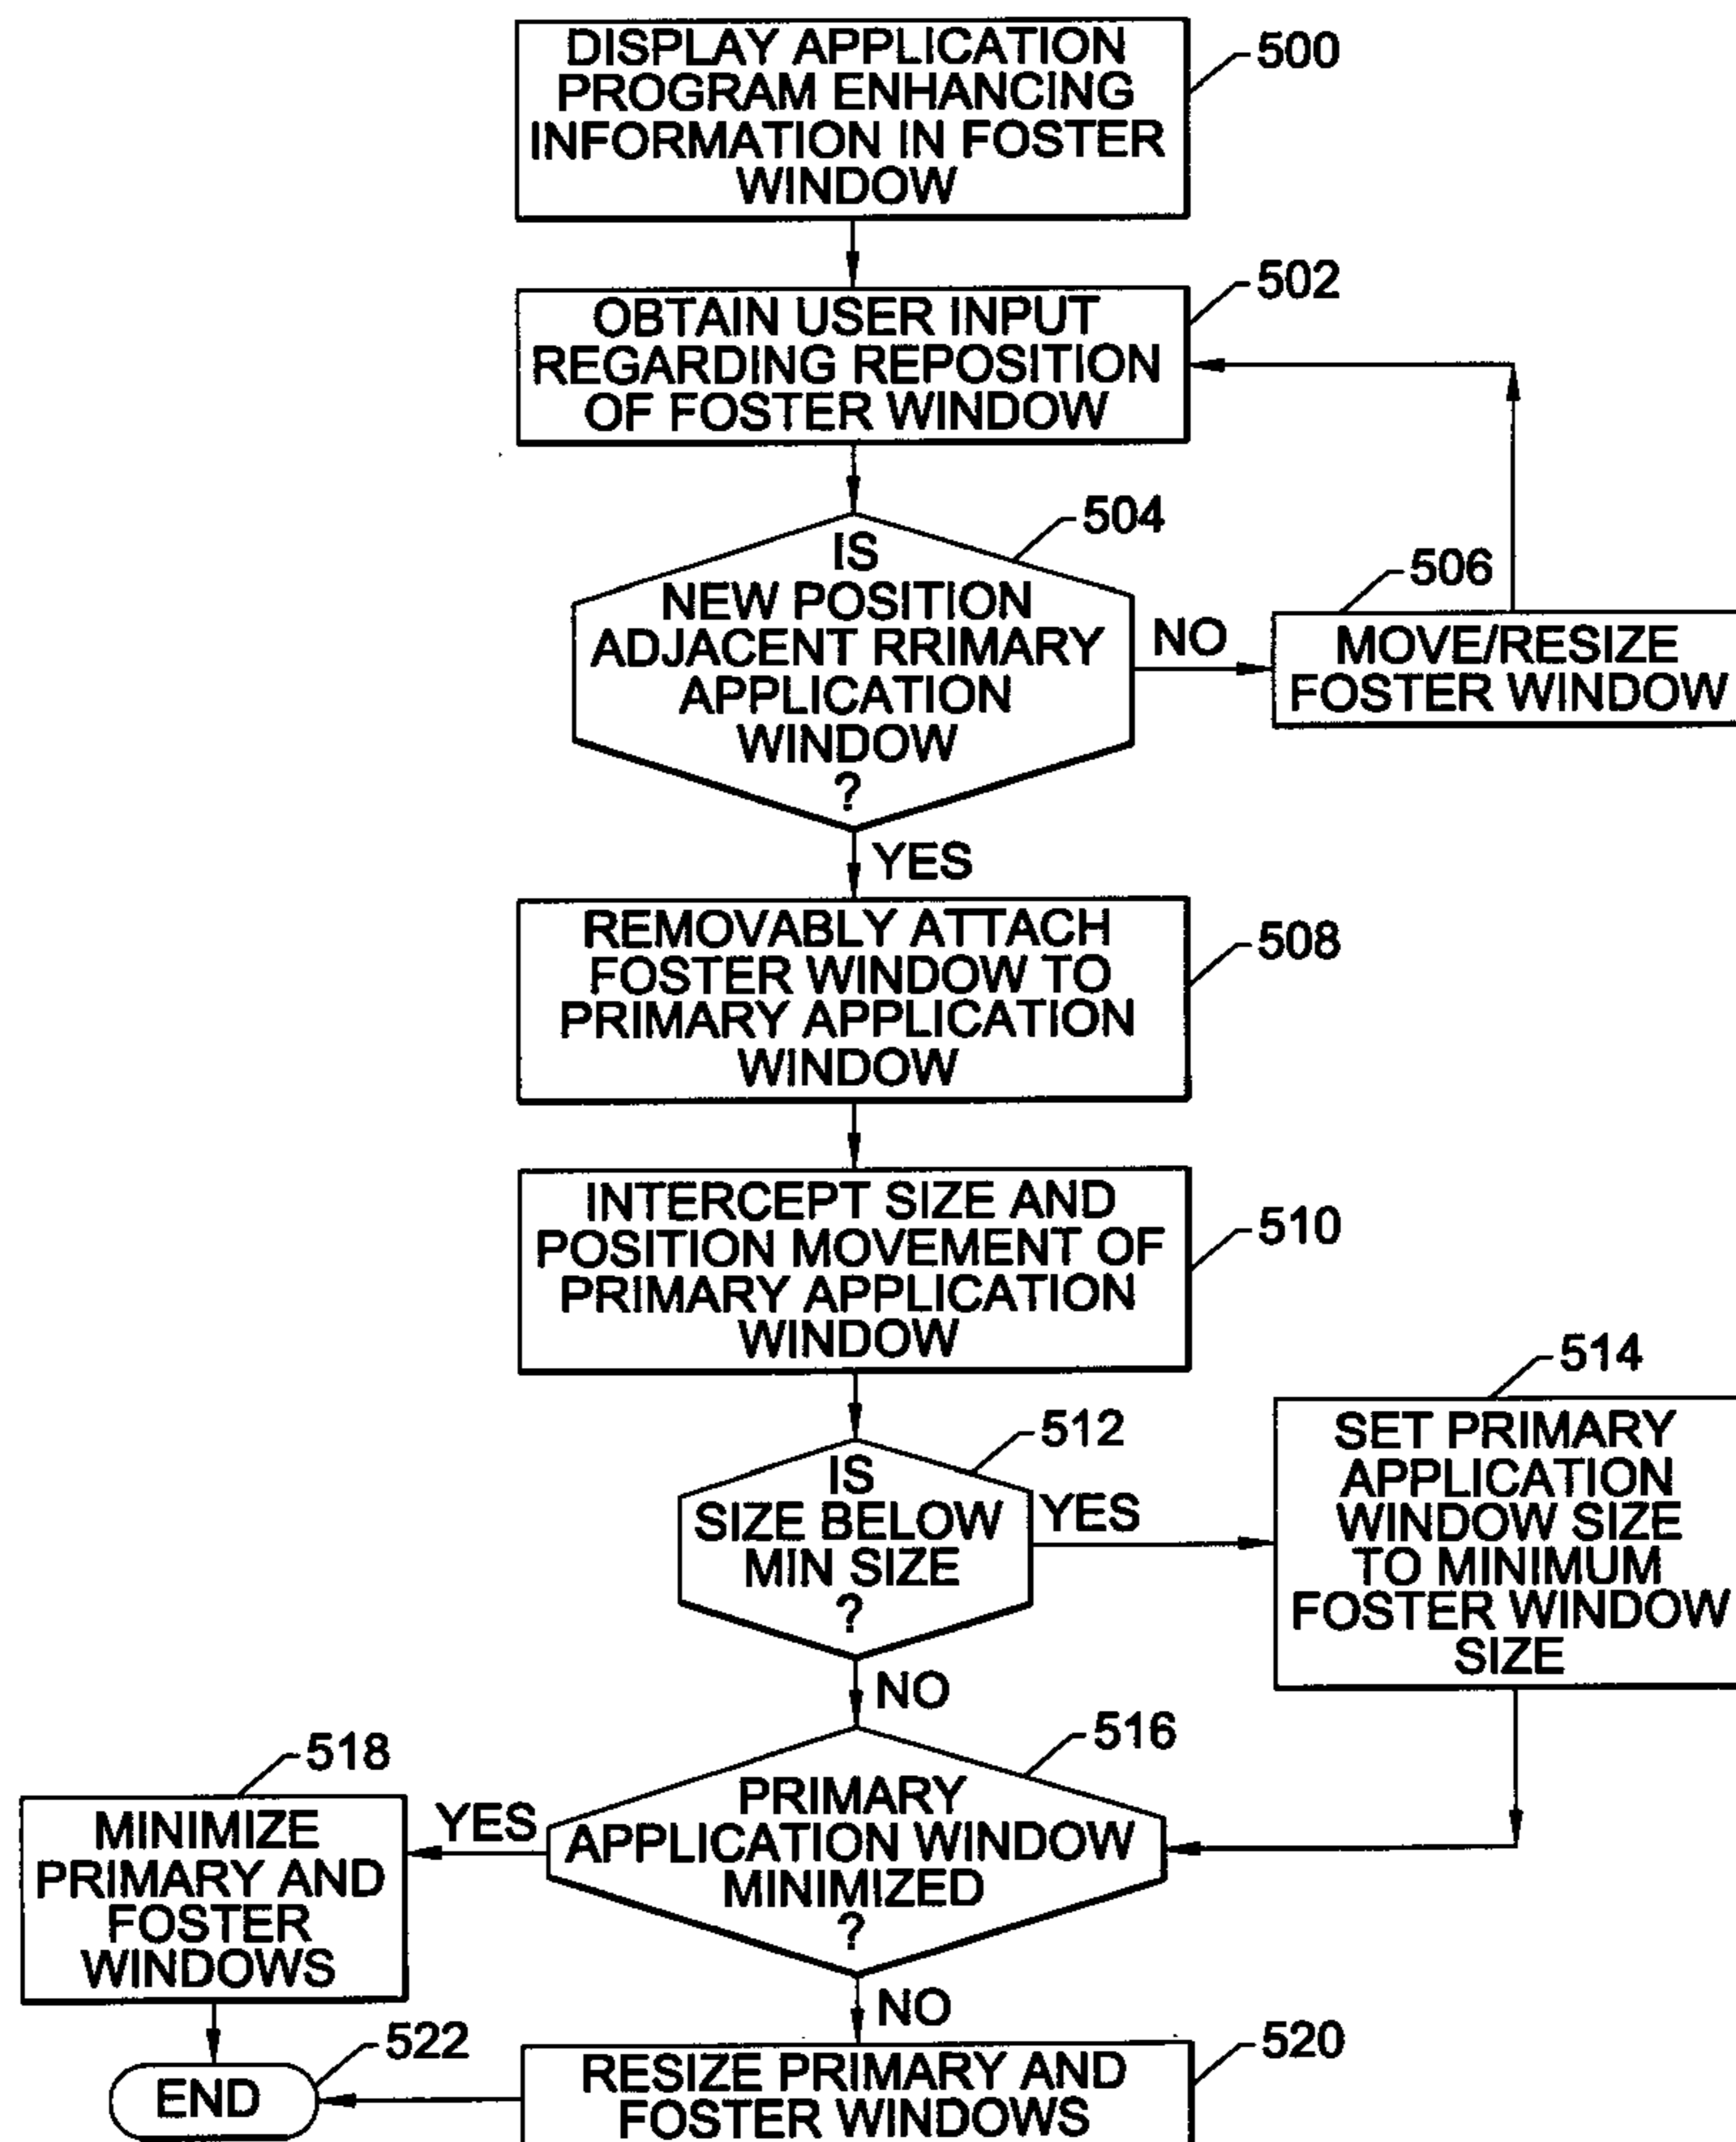 DISPLAY APPLICATION
PROGRAM ENHANCING
INFORMATION IN FOSTER
WINDOW
500
OBTAIN USER INPUT
REGARDING REPOSITION
OF FOSTER WINDOW
502
IS
NEW POSITION
ADJACENT RRIMARY
APPLICATION
WINDOW
?
504
NO
506
MOVE/RESIZE
FOSTER WINDOW
YES
REMOVABLY ATTACH
FOSTER WINDOW TO
PRIMARY APPLICATION
WINDOW
508
INTERCEPT SIZE AND
POSITION MOVEMENT OF
PRIMARY APPLICATION
WINDOW
510
IS
SIZE BELOW
MIN SIZE
?
512
YES
514
SET PRIMARY
APPLICATION
WINDOW SIZE
TO MINIMUM
FOSTER WINDOW
SIZE
NO
PRIMARY
APPLICATION WINDOW
MINIMIZED
?
516
YES
518
MINIMIZE
PRIMARY AND
FOSTER
WINDOWS
NO
RESIZE PRIMARY AND
FOSTER WINDOWS
520
END
522